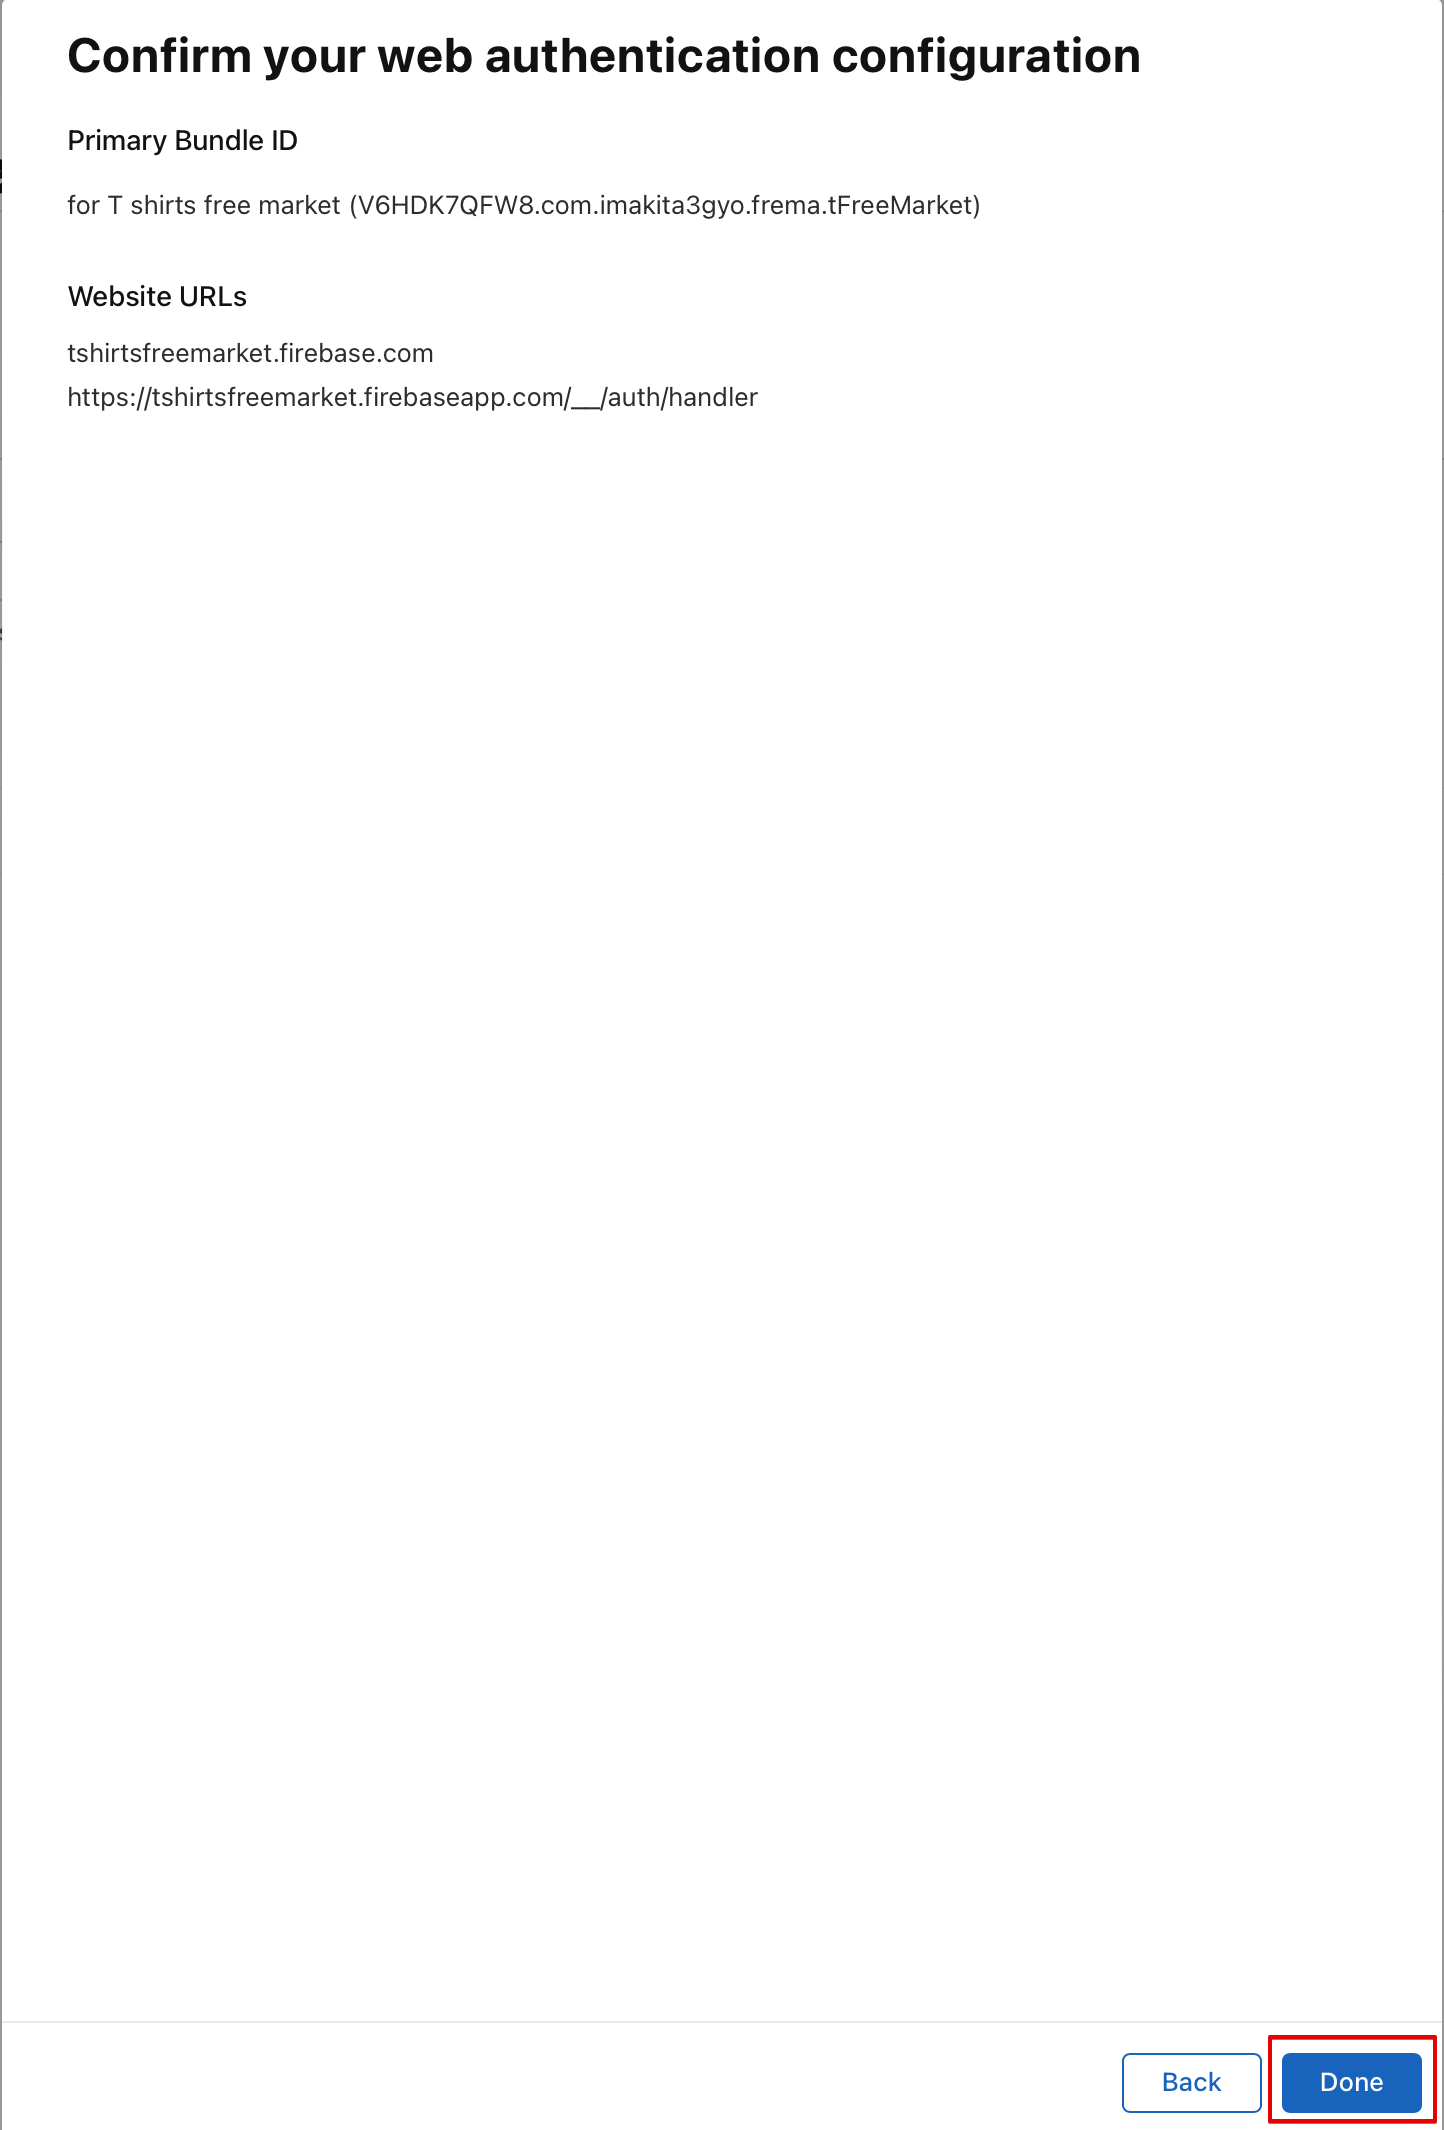 Confirm your web authentication configuration
Primary Bundle ID
for T shirts free market (V6HDK7QFW8.com.imakita3gyo.frema.tFreeMarket)
Website URLs
tshirtsfreemarket.firebase.com
https://tshirtsfreemarket.firebaseapp.com/__/auth/handler
Back
Done